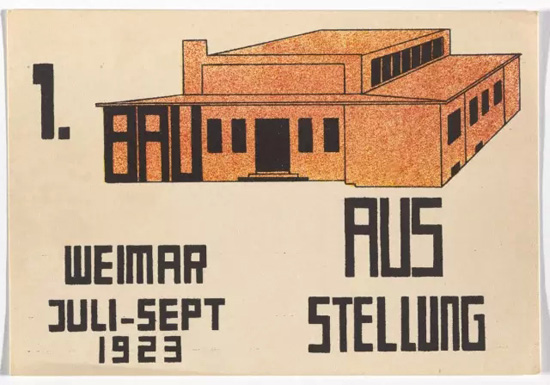 1.
BAU
AUS
STELLUNG
WEIMAR
JULI-SEPT
1923